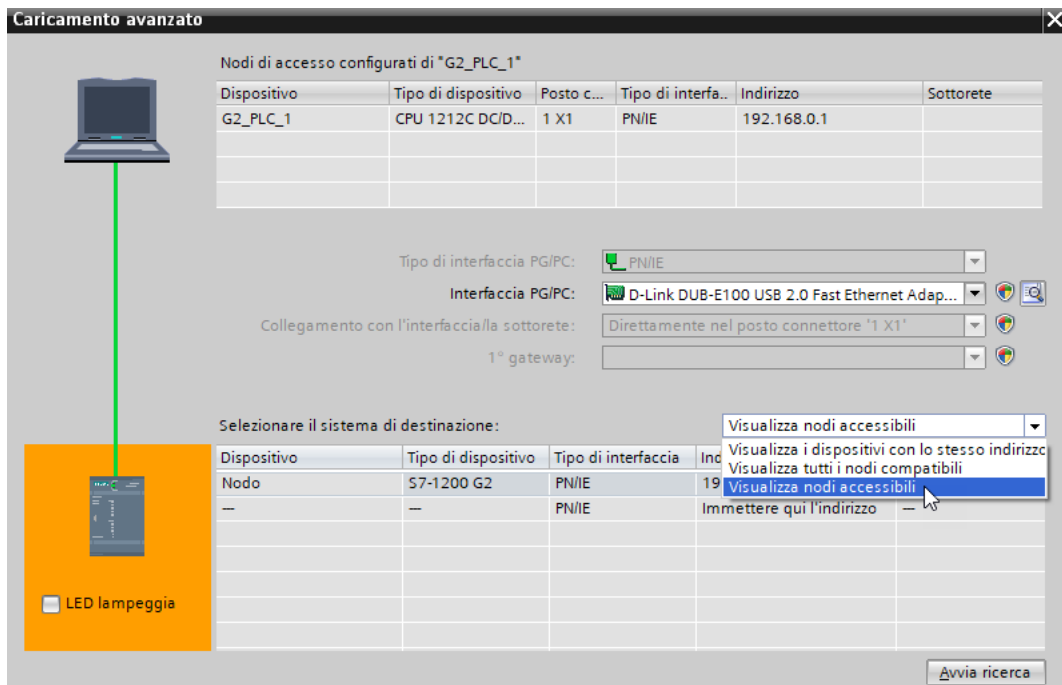 Caricamento avanzato
Nodi di accesso configurati di "G2_PLC_1"
Dispositivo Tipo di dispositivo Posto c... Tipo di interfa... Indirizzo Sottorete
G2_PLC_1 CPU 1212C DC/D... 1 X1 PN/IE 192.168.0.1
Tipo di interfaccia PG/PC: PN/IE
Interfaccia PG/PC: D-Link DUB-E100 USB 2.0 Fast Ethernet Adap...
Collegamento con l'interfaccia/la sottorete: Direttamente nel posto connettore '1 X1'
1° gateway:
Selezionare il sistema di destinazione: Visualizza nodi accessibili
Visualizza i dispositivi con lo stesso indirizzo
Visualizza tutti i nodi compatibili
Visualizza nodi accessibili
Dispositivo Tipo di dispositivo Tipo di interfaccia Ind
Nodo S7-1200 G2 PN/IE 19
— — PN/IE Immettere qui l'indirizzo —
LED lampeggia
Avvia ricerca